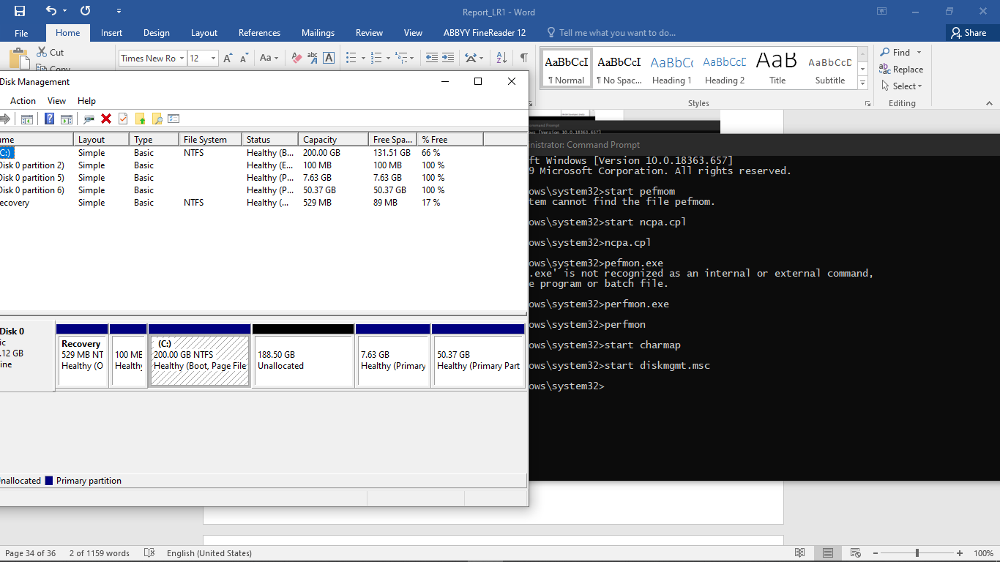 Report_LR1 - Word
File Home Insert Design Layout References Mailings Review View ABBYY FineReader 12 Tell me what you want to do... Share
Cut
Copy
Times New Ro 12 Aa
AaBbCcI AaBbCcI AaBbCc AaBbCcD AaB AaBbCcD
¶ Normal ¶ No Spac... Heading 1 Heading 2 Title Subtitle
Styles
Find
Replace
Select
Editing
Disk Management
Action View Help
ume Layout Type File System Status Capacity Free Spa... % Free
C:) Simple Basic NTFS Healthy (B... 200.00 GB 131.51 GB 66 %
Disk 0 partition 2) Simple Basic Healthy (E... 100 MB 100 MB 100 %
Disk 0 partition 5) Simple Basic Healthy (P... 7.63 GB 7.63 GB 100 %
Disk 0 partition 6) Simple Basic Healthy (P... 50.37 GB 50.37 GB 100 %
ecovery Simple Basic NTFS Healthy (... 529 MB 89 MB 17 %
Disk 0
ic
.12 GB
ine
Recovery
529 MB NT
Healthy (O
100 ME
Healthy
(C:)
200.00 GB NTFS
Healthy (Boot, Page File
188.50 GB
Unallocated
7.63 GB
Healthy (Primary
50.37 GB
Healthy (Primary Part
nallocated Primary partition
nistrator: Command Prompt
ft Windows [Version 10.0.18363.657]
9 Microsoft Corporation. All rights reserved.
ows\system32>start pefmom
tem cannot find the file pefmom.
ows\system32>start ncpa.cpl
ows\system32>ncpa.cpl
ows\system32>pefmon.exe
.exe' is not recognized as an internal or external command,
e program or batch file.
ows\system32>perfmon.exe
ows\system32>perfmon
ows\system32>start charmap
ows\system32>start diskmgmt.msc
ows\system32>
Page 34 of 36 2 of 1159 words English (United States) 100%